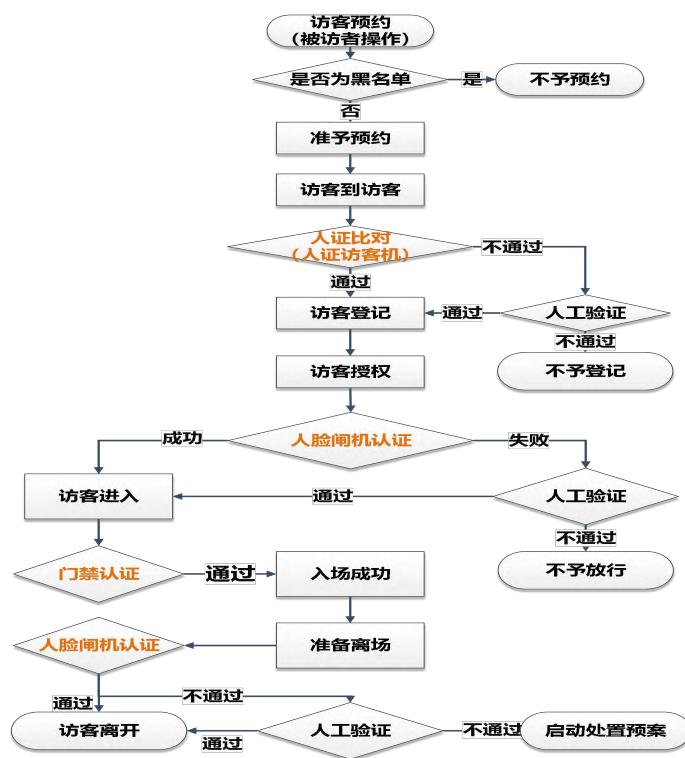 访客预约
(被访者操作)
是否为黑名单
是
不予预约
否
准予预约
访客到访客
人证比对
(人证访客机)
不通过
通过
访客登记
通过
人工验证
不通过
访客授权
不予登记
成功
人脸闸机认证
失败
访客进入
通过
人工验证
不通过
门禁认证
通过
入场成功
不予放行
人脸闸机认证
准备离场
通过
不通过
访客离开
通过
人工验证
不通过
启动处置预案